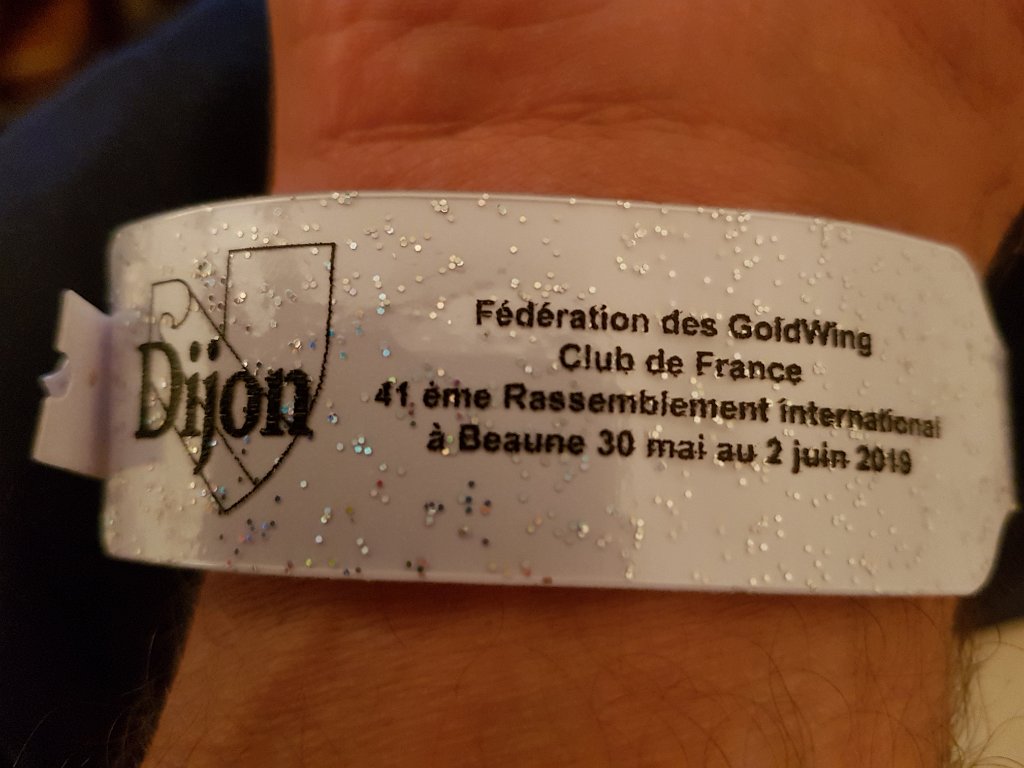 Dijon
Fédération des GoldWing
Club de France
41 ème Rassemblement international
à Beaune 30 mai au 2 juin 2019